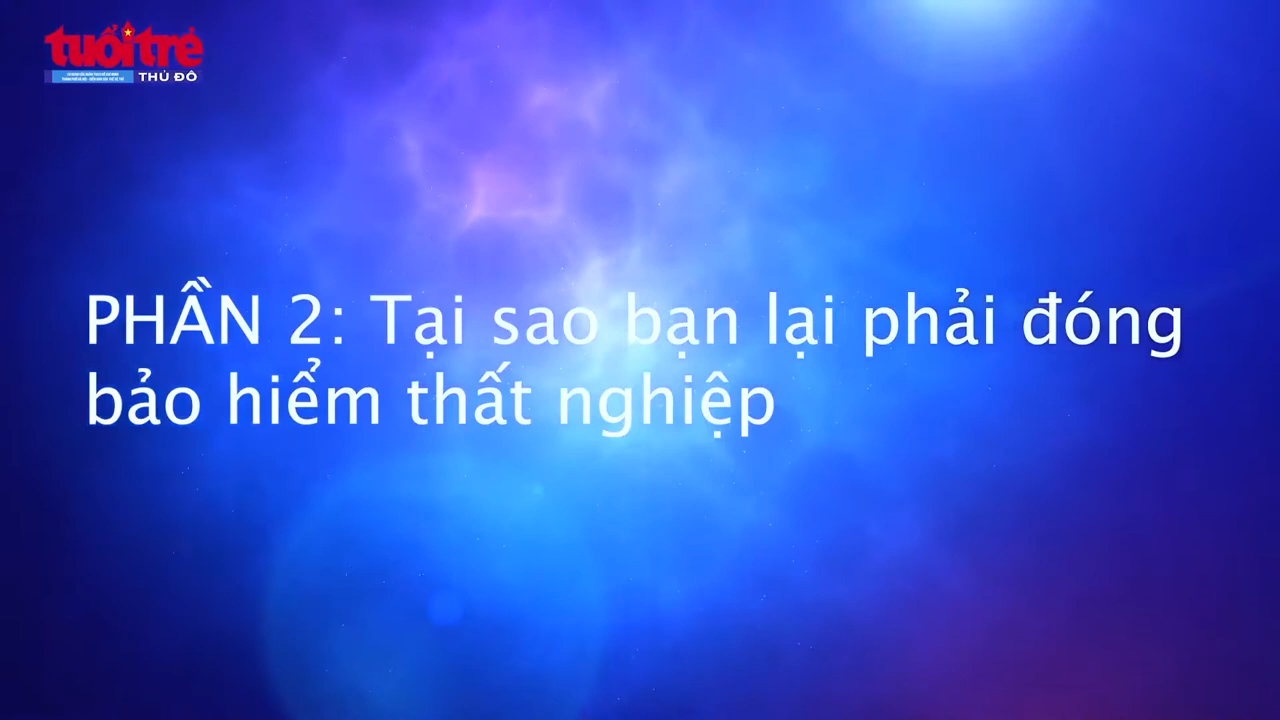 tuổi trẻ
THỦ ĐÔ
PHẦN 2: Tại sao bạn lại phải đóng
bảo hiểm thất nghiệp